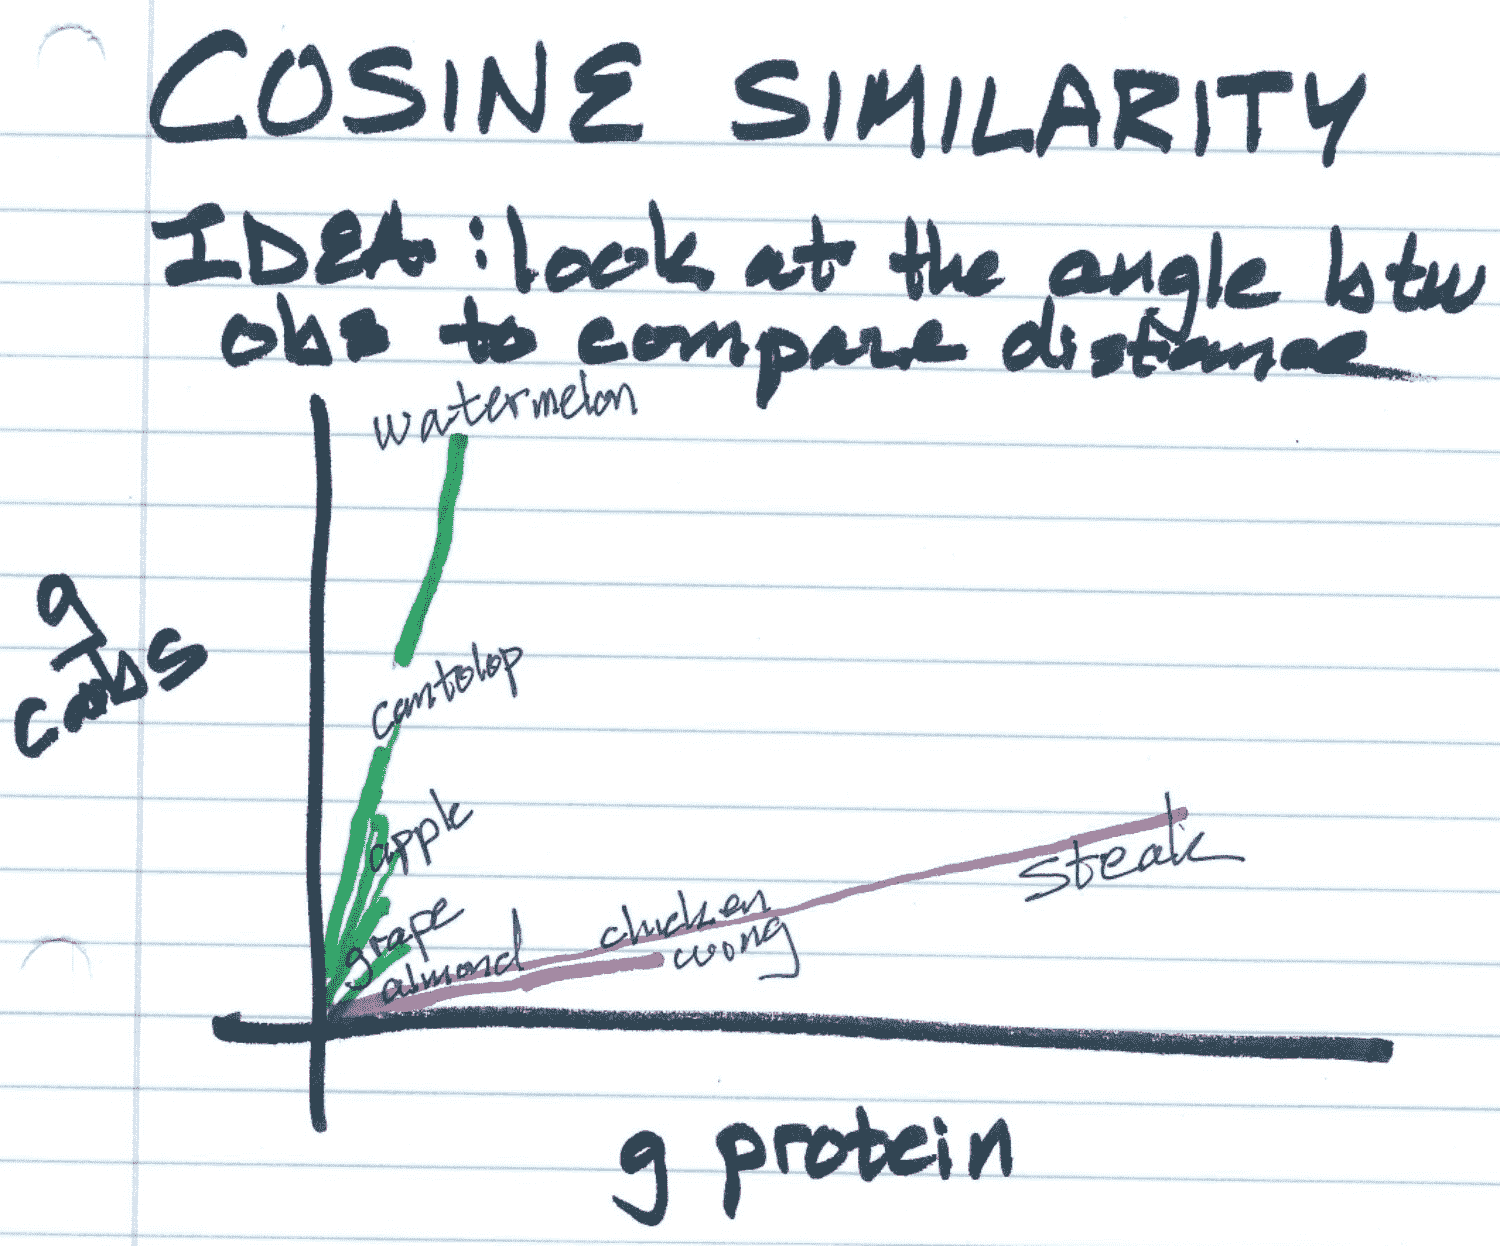 COSINE SIMILARITY
IDEA: look at the angle btw
obs to compare distance
watermelon
g
carbs
cantolop
apple
grape
almond
chicken
wong
steak
g protein